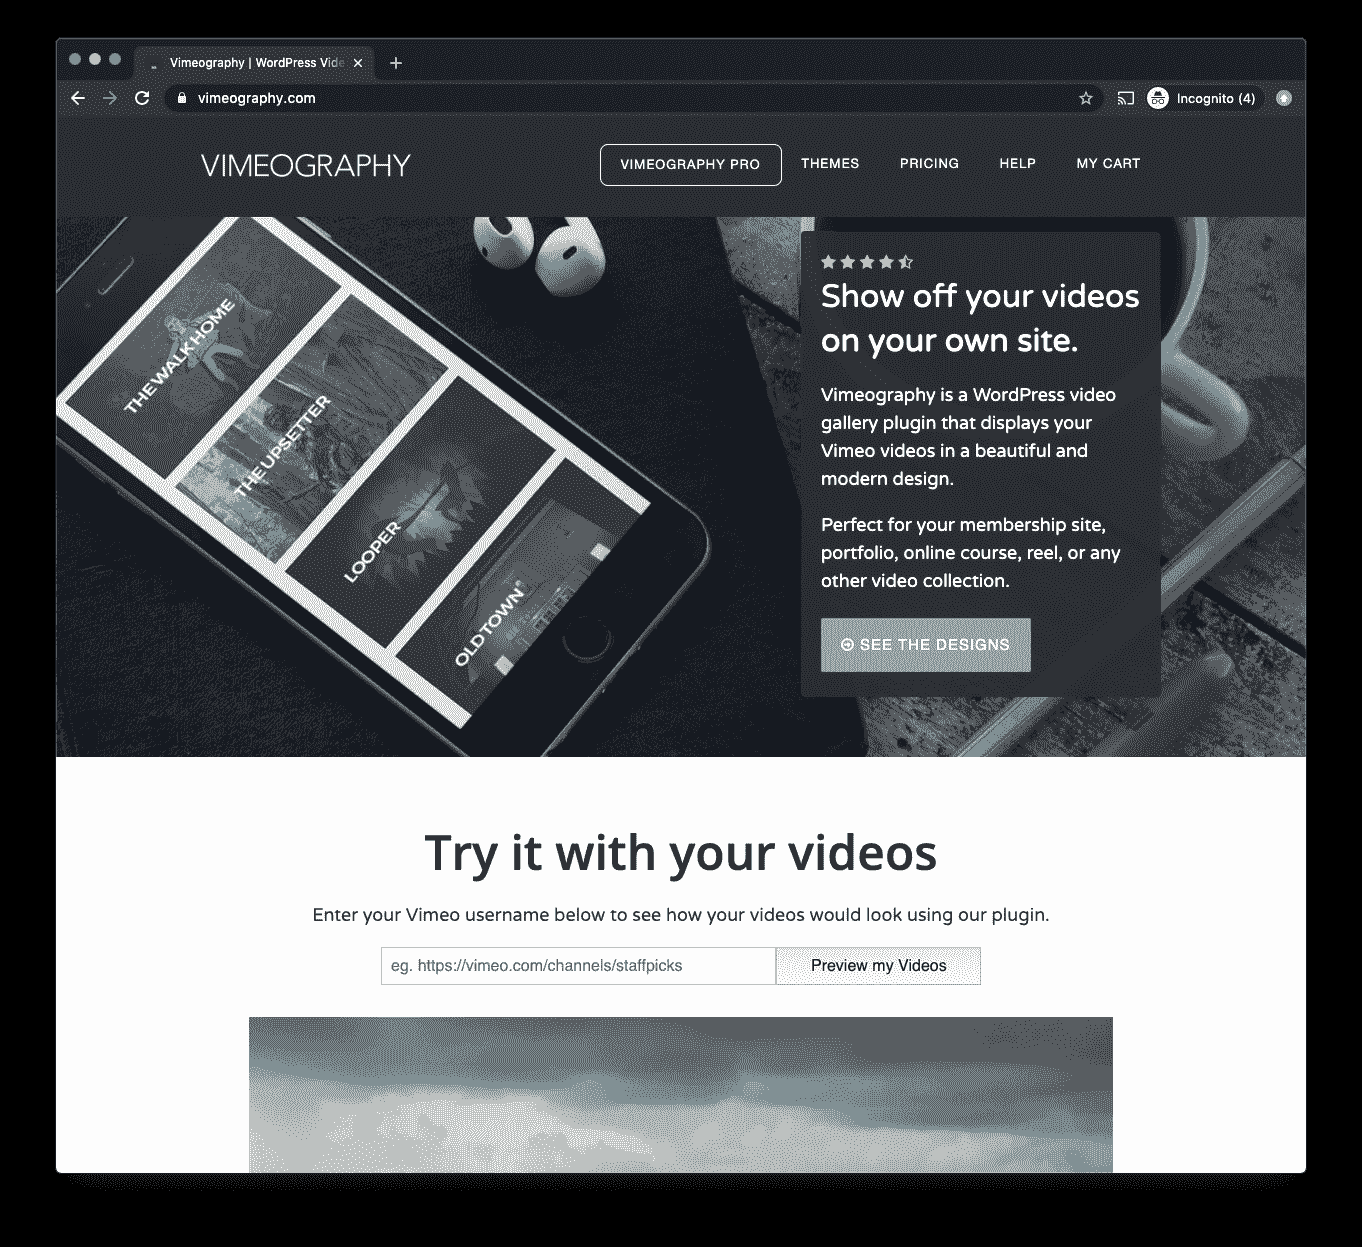 Vimeography | WordPress Vide
vimeography.com
Incognito (4)
VIMEOGRAPHY
VIMEOGRAPHY PRO
THEMES
PRICING
HELP
MY CART
THE WALK HOME
THE UPSETTER
LOOPER
OLD TOWN
Show off your videos
on your own site.
Vimeography is a WordPress video
gallery plugin that displays your
Vimeo videos in a beautiful and
modern design.
Perfect for your membership site,
portfolio, online course, reel, or any
other video collection.
SEE THE DESIGNS
Try it with your videos
Enter your Vimeo username below to see how your videos would look using our plugin.
eg. https://vimeo.com/channels/staffpicks
Preview my Videos